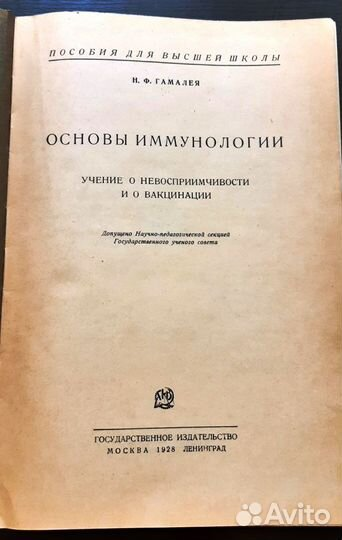 ПОСОБИЯ ДЛЯ ВЫСШЕЙ ШКОЛЫ
Н. Ф. ГАМАЛЕЯ
ОСНОВЫ ИММУНОЛОГИИ
УЧЕНИЕ О НЕВОСПРИИМЧИВОСТИ
И О ВАКЦИНАЦИИ
Допущено Научно-педагогической секцией
Государственного ученого совета
ГОСУДАРСТВЕННОЕ ИЗДАТЕЛЬСТВО
МОСКВА 1928 ЛЕНИНГРАД
Avito